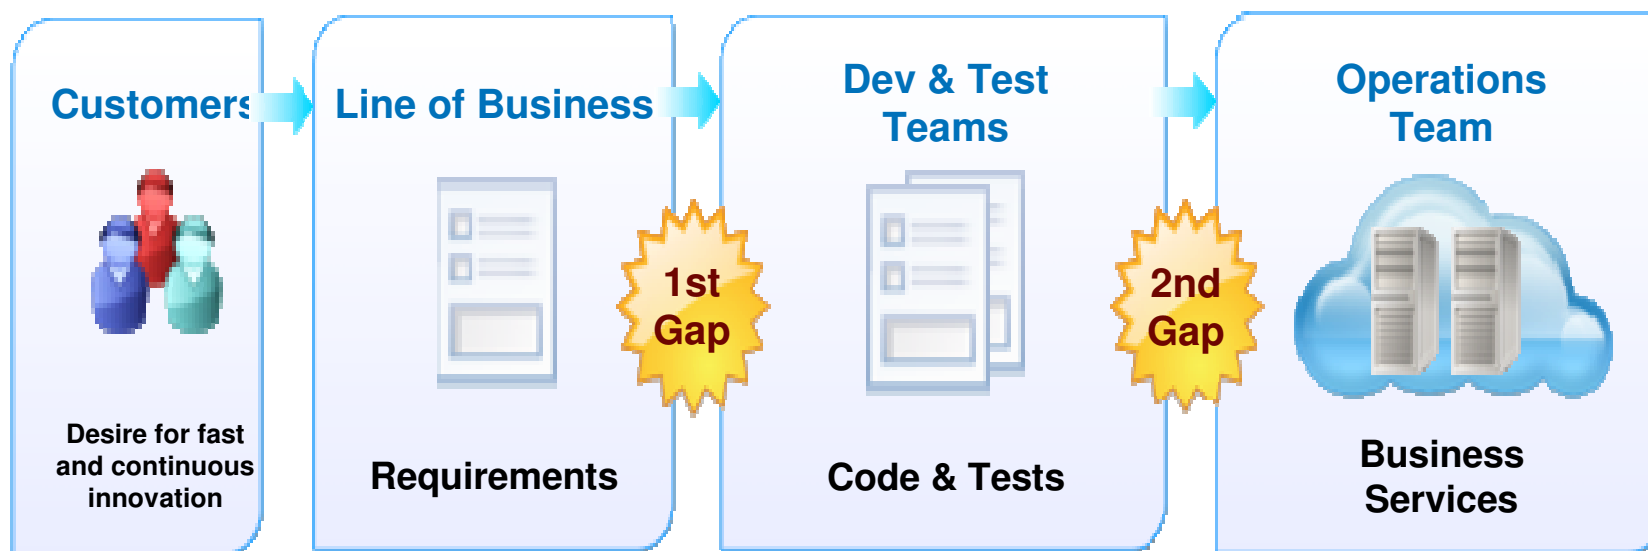 Customers
Line of Business
Dev & Test
Teams
Operations
Team
1st
Gap
2nd
Gap
Desire for fast
and continuous
innovation
Requirements
Code & Tests
Business
Services